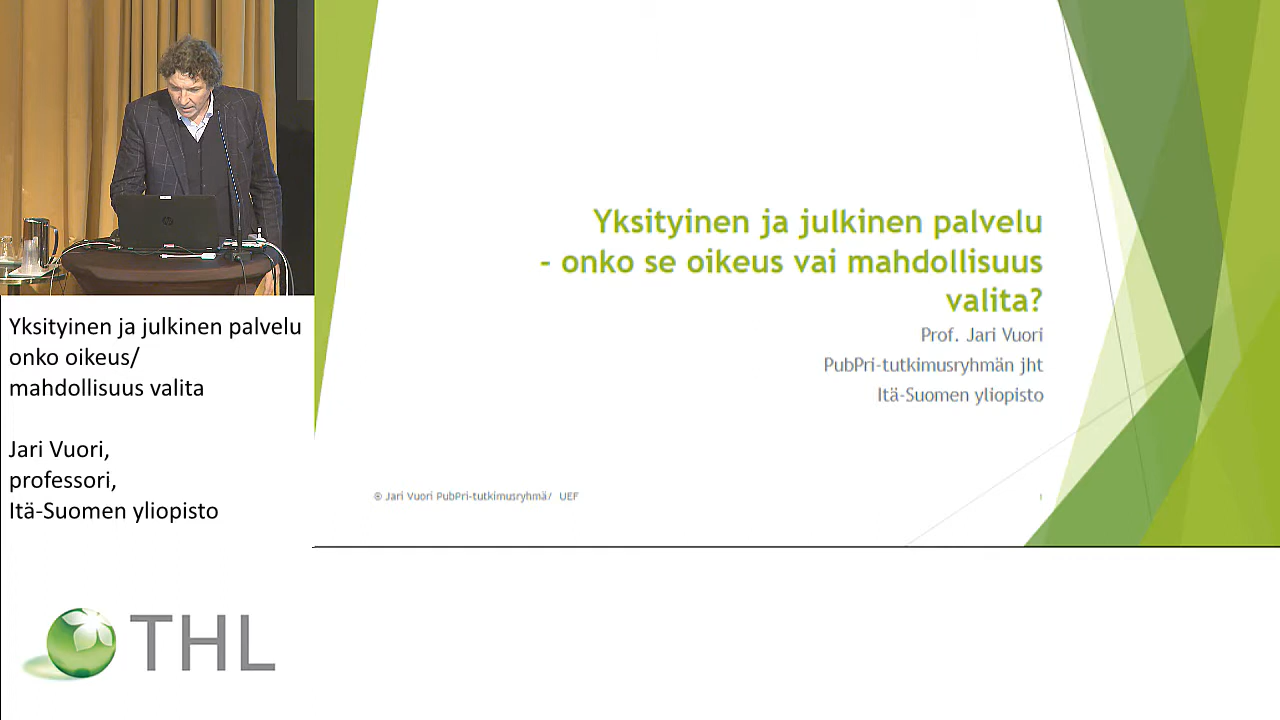 Yksityinen ja julkinen palvelu
- onko se oikeus vai mahdollisuus
valita?
Prof. Jari Vuori
PubPri-tutkimusryhmän jht
Itä-Suomen yliopisto
© Jari Vuori PubPri-tutkimusryhmä/ UEF
1
Yksityinen ja julkinen palvelu
onko oikeus/
mahdollisuus valita
Jari Vuori,
professori,
Itä-Suomen yliopisto
THL